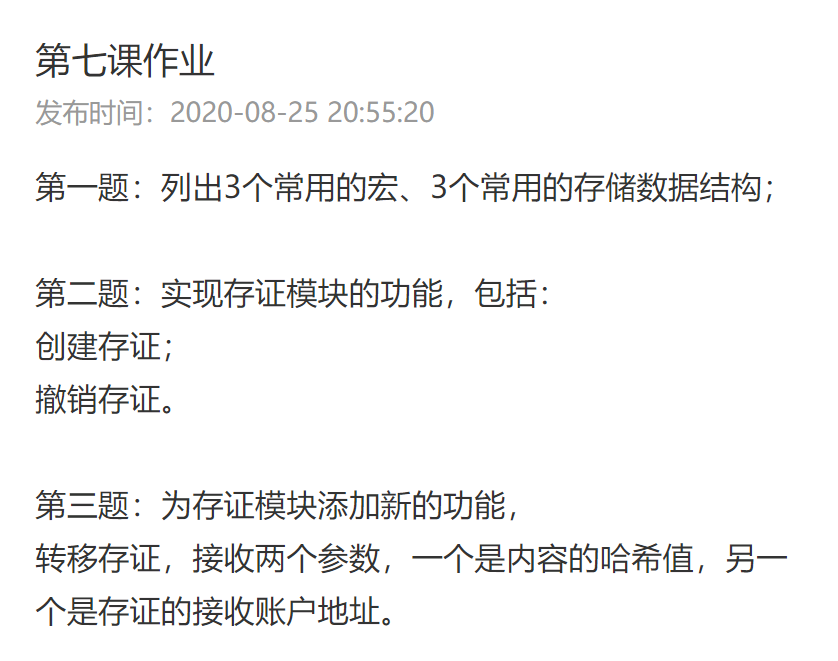 第七课作业
发布时间：2020-08-25 20:55:20
第一题：列出3个常用的宏、3个常用的存储数据结构；
第二题：实现存证模块的功能，包括：
创建存证；
撤销存证。
第三题：为存证模块添加新的功能，
转移存证，接收两个参数，一个是内容的哈希值，另一
个是存证的接收账户地址。